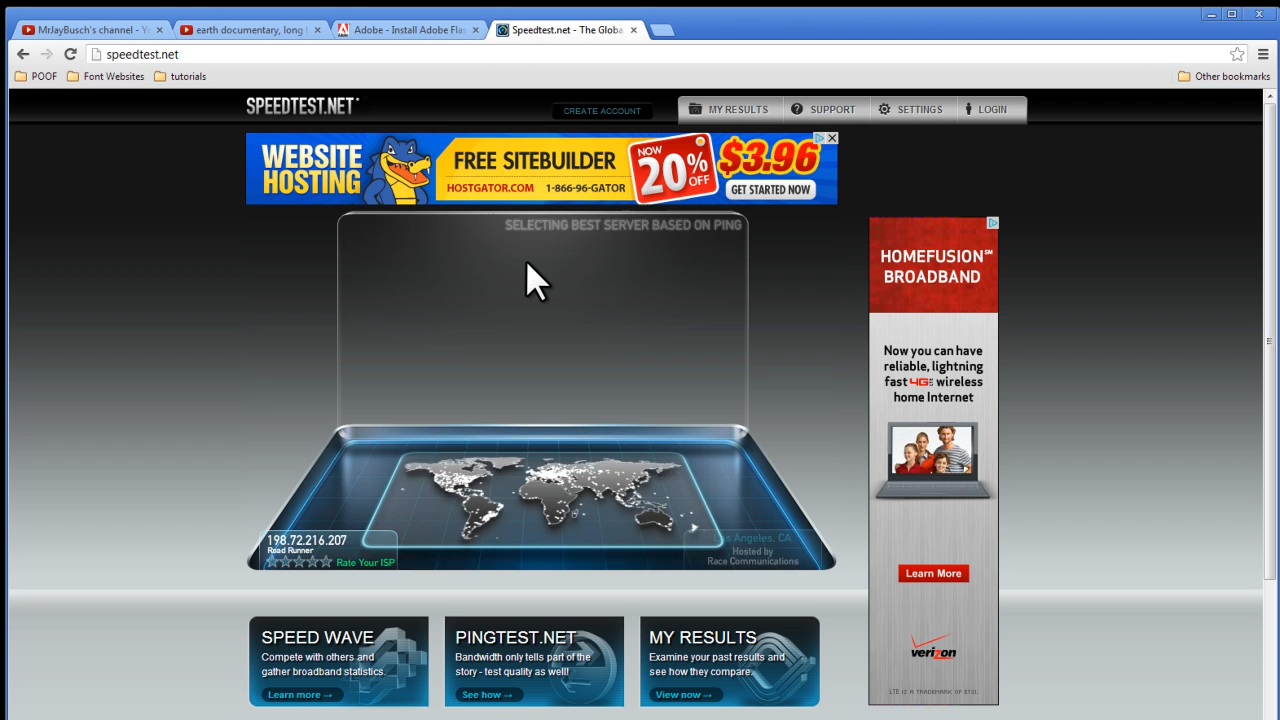 MrJayBusch's channel - Y
earth documentary, long
Adobe - Install Adobe Fla
Speedtest.net - The Globa
speedtest.net
POOF
Font Websites
tutorials
Other bookmarks
SPEEDTEST.NET
CREATE ACCOUNT
MY RESULTS
SUPPORT
SETTINGS
LOGIN
WEBSITE
HOSTING
FREE SITEBUILDER
HOSTGATOR.COM 1-866-96-GATOR
NOW
20%
OFF
$3.96
GET STARTED NOW
SELECTING BEST SERVER BASED ON PING
HOMEFUSION℠
BROADBAND
Now you can have
reliable, lightning
fast 4G LTE wireless
home Internet
Learn More
verizon
LTE IS A TRADEMARK OF ETSI.
198.72.216.207
Road Runner
Rate Your ISP
Los Angeles, CA
Hosted by
Race Communications
SPEED WAVE
Compete with others and
gather broadband statistics.
Learn more →
PINGTEST.NET
Bandwidth only tells part of the
story - test quality as well!
See how →
MY RESULTS
Examine your past results and
see how they compare.
View now →